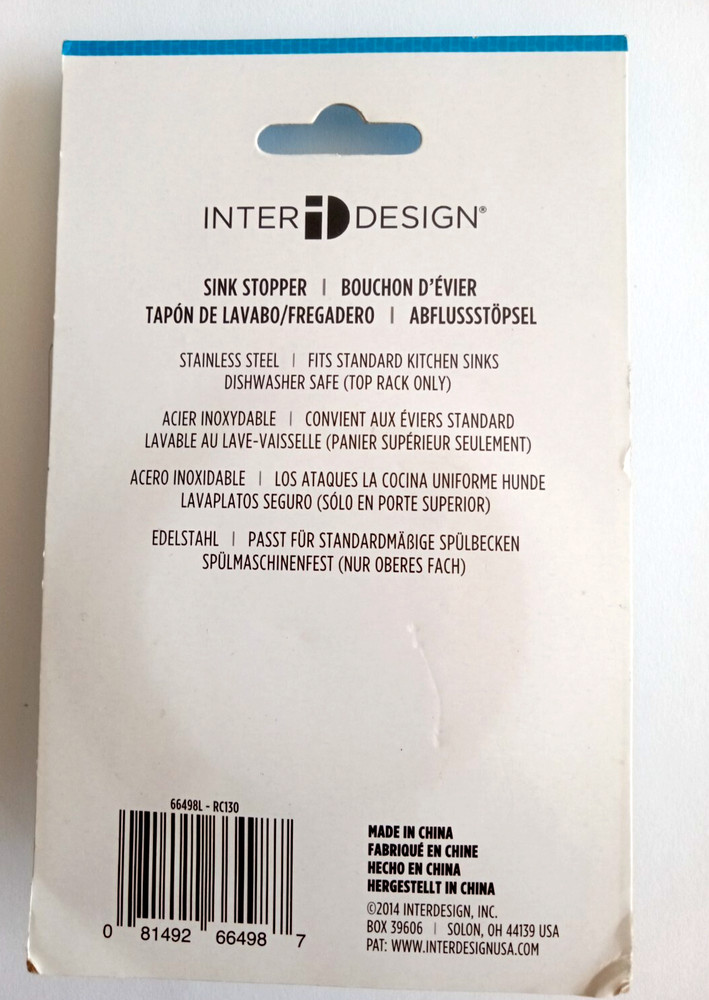 INTER iD DESIGN®
SINK STOPPER | BOUCHON D'ÉVIER
TAPÓN DE LAVABO/FREGADERO | ABFLUSSSTÖPSEL
STAINLESS STEEL | FITS STANDARD KITCHEN SINKS
DISHWASHER SAFE (TOP RACK ONLY)
ACIER INOXYDABLE | CONVIENT AUX ÉVIERS STANDARD
LAVABLE AU LAVE-VAISSELLE (PANIER SUPÉRIEUR SEULEMENT)
ACERO INOXIDABLE | LOS ATAQUES LA COCINA UNIFORME HUNDE
LAVAPLATOS SEGURO (SÓLO EN PORTE SUPERIOR)
EDELSTAHL | PASST FÜR STANDARDMÄßIGE SPÜLBECKEN
SPÜLMASCHINENFEST (NUR OBERES FACH)
66498L - RC130
0 81492 66498 7
MADE IN CHINA
FABRIQUÉ EN CHINE
HECHO EN CHINA
HERGESTELLT IN CHINA
©2014 INTERDESIGN, INC.
BOX 39606 | SOLON, OH 44139 USA
PAT: WWW.INTERDESIGNUSA.COM